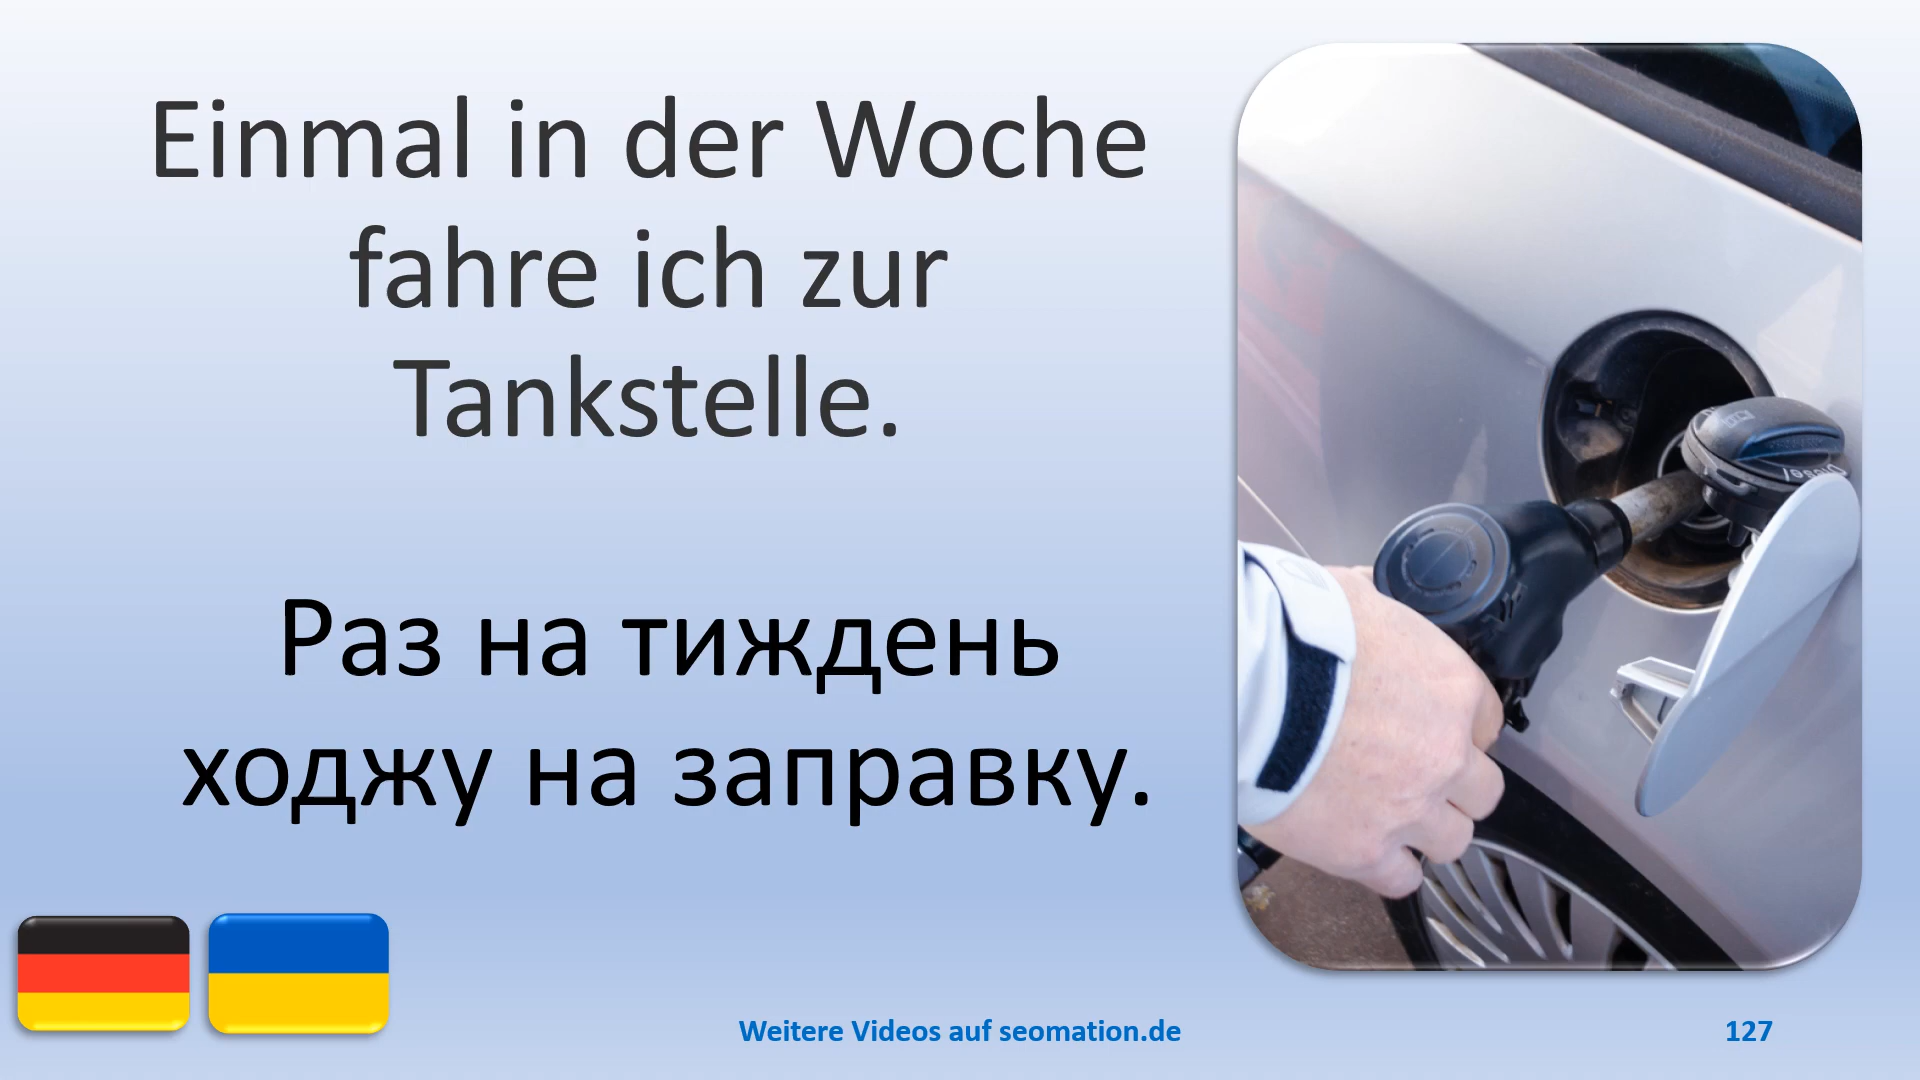 Einmal in der Woche
fahre ich zur
Tankstelle.
Раз на тиждень
ходжу на заправку.
Diesel
Weitere Videos auf seomation.de
127